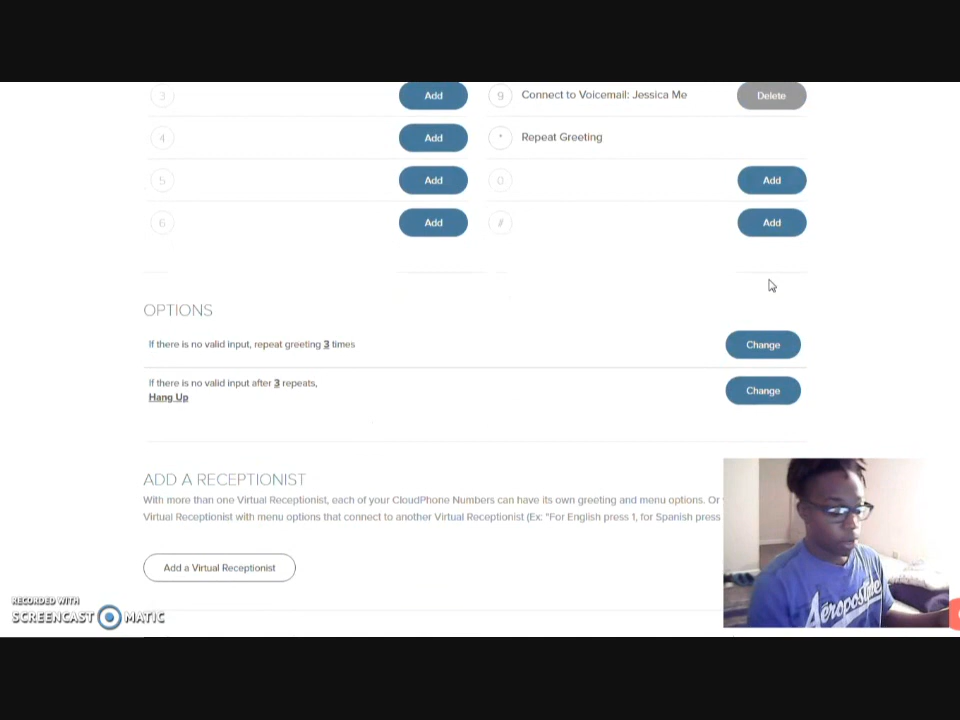 3 Add 9 Connect to Voicemail: Jessica Me Delete
4 Add * Repeat Greeting
5 Add 0 Add
6 Add # Add
OPTIONS
If there is no valid input, repeat greeting 3 times Change
If there is no valid input after 3 repeats, Change
Hang Up
ADD A RECEPTIONIST
With more than one Virtual Receptionist, each of your CloudPhone Numbers can have its own greeting and menu options. Or
Virtual Receptionist with menu options that connect to another Virtual Receptionist (Ex: "For English press 1, for Spanish press
Add a Virtual Receptionist
RECORDED WITH
SCREENCAST MATIC
Aéropostale